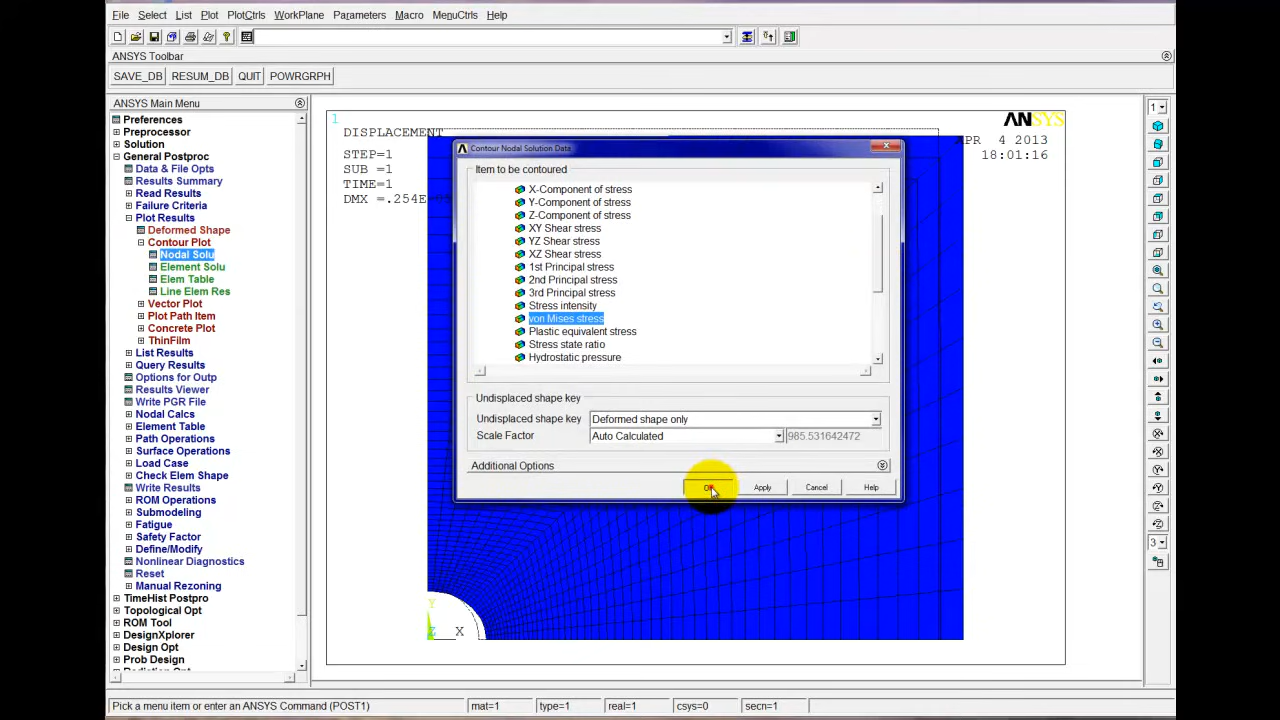 File Select List Plot PlotCtrls WorkPlane Parameters Macro MenuCtrls Help
ANSYS Toolbar
SAVE_DB RESUM_DB QUIT POWRGRPH
ANSYS Main Menu
Preferences
Preprocessor
Solution
General Postproc
Data & File Opts
Results Summary
Read Results
Failure Criteria
Plot Results
Deformed Shape
Contour Plot
Nodal Solu
Element Solu
Elem Table
Line Elem Res
Vector Plot
Plot Path Item
Concrete Plot
ThinFilm
List Results
Query Results
Options for Outp
Results Viewer
Write PGR File
Nodal Calcs
Element Table
Path Operations
Surface Operations
Load Case
Check Elem Shape
Write Results
ROM Operations
Submodeling
Fatigue
Safety Factor
Define/Modify
Nonlinear Diagnostics
Reset
Manual Rezoning
TimeHist Postpro
Topological Opt
ROM Tool
DesignXplorer
Design Opt
Prob Design
Radiation Opt
1
DISPLACEMENT
STEP=1
SUB =1
TIME=1
ANSYS
APR 4 2013
18:01:16
Contour Nodal Solution Data
Item to be contoured
X-Component of stress
Y-Component of stress
Z-Component of stress
XY Shear stress
YZ Shear stress
XZ Shear stress
1st Principal stress
2nd Principal stress
3rd Principal stress
Stress intensity
von Mises stress
Plastic equivalent stress
Stress state ratio
Hydrostatic pressure
Undisplaced shape key
Undisplaced shape key Deformed shape only
Scale Factor Auto Calculated 985.531642472
Additional Options
OK Apply Cancel Help
Y
Z X
1
3
Pick a menu item or enter an ANSYS Command (POST1) mat=1 type=1 real=1 csys=0 secn=1